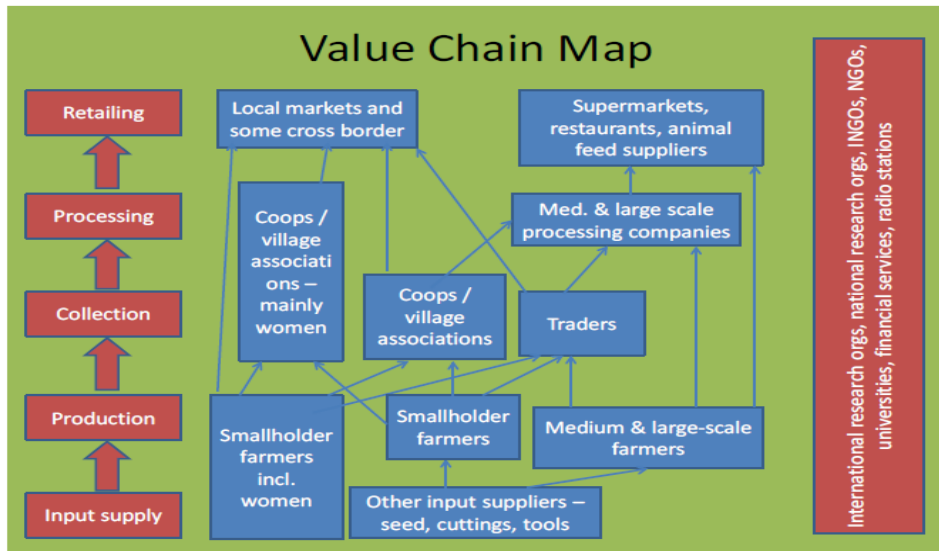 Value Chain Map
Retailing
Processing
Collection
Production
Input supply
Local markets and
some cross border
Supermarkets,
restaurants, animal
feed suppliers
Coops /
village
associati
ons –
mainly
women
Med. & large scale
processing companies
Coops /
village
associations
Traders
Smallholder
farmers
incl.
women
Smallholder
farmers
Medium & large-scale
farmers
Other input suppliers –
seed, cuttings, tools
International research orgs, national research orgs, INGOs, NGOs,
universities, financial services, radio stations